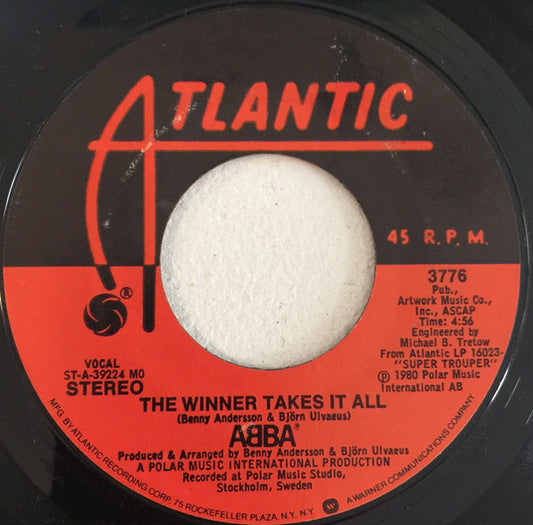 ATLANTIC
45 R.P.M.
®
3776
Pub.,
Artwork Music Co.,
Inc., ASCAP
Time: 4:56
Engineered by
Michael B. Tretow
From Atlantic LP 16023-
"SUPER TROUPER"
℗ 1980 Polar Music
International AB
VOCAL
ST-A-39224 MO
STEREO
THE WINNER TAKES IT ALL
(Benny Andersson & Björn Ulvaeus)
ABBA®
Produced & Arranged by Benny Andersson & Björn Ulvaeus
A POLAR MUSIC INTERNATIONAL PRODUCTION
Recorded at Polar Music Studio,
Stockholm, Sweden
MFG. BY ATLANTIC RECORDING CORP. 75 ROCKEFELLER PLAZA, N.Y. N.Y. W A WARNER COMMUNICATIONS COMPANY